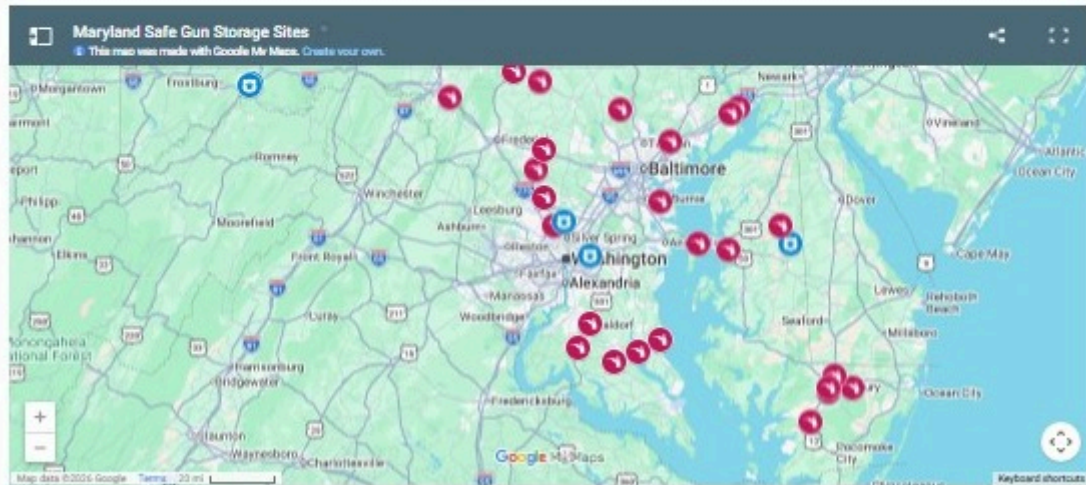 Maryland Safe Gun Storage Sites
This map was made with Google My Maps. Create your own.
Morgantown
Frostburg
Newark
Vineland
Atlantic
Ocean City
Romney
Winchester
Baltimore
Dover
Philipp
Moorefield
Leesburg
Ashburn
Silver Spring
Reston
Elkins
Front Royal
Fairfax
Alexandria
Cape May
Manassas
Luray
Woodbridge
Lewes
Rehoboth
Beach
Seaford
Millsboro
ational Forest
Harrisonburg
Bridgewater
Fredericksburg
Ocean City
Staunton
Waynesboro
Charlottesville
Pocomoke
City
Google My Maps
Map data ©2026 Google Terms 20 mi
Keyboard shortcuts